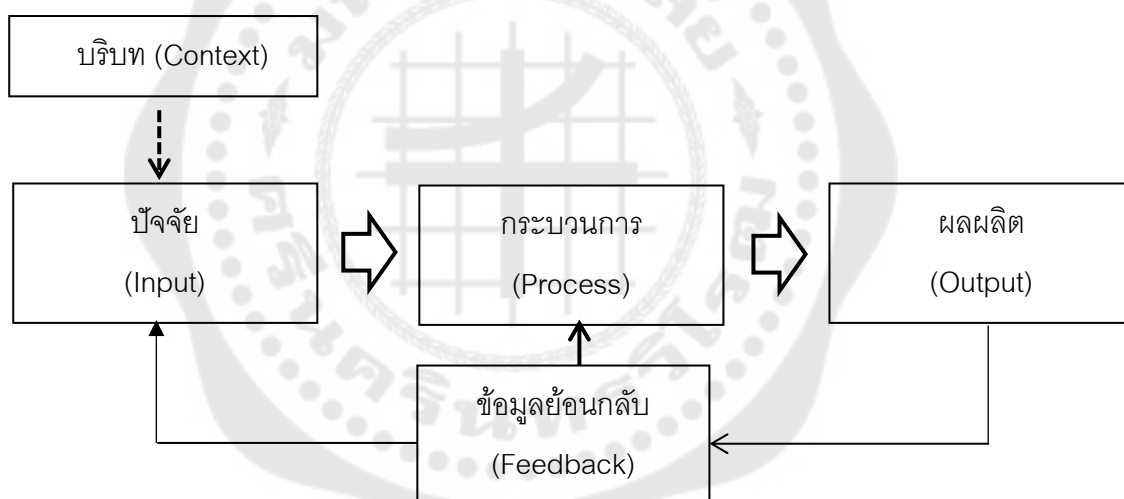 บริบท (Context)
ปัจจัย
(Input)
กระบวนการ
(Process)
ผลผลิต
(Output)
ข้อมูลย้อนกลับ
(Feedback)